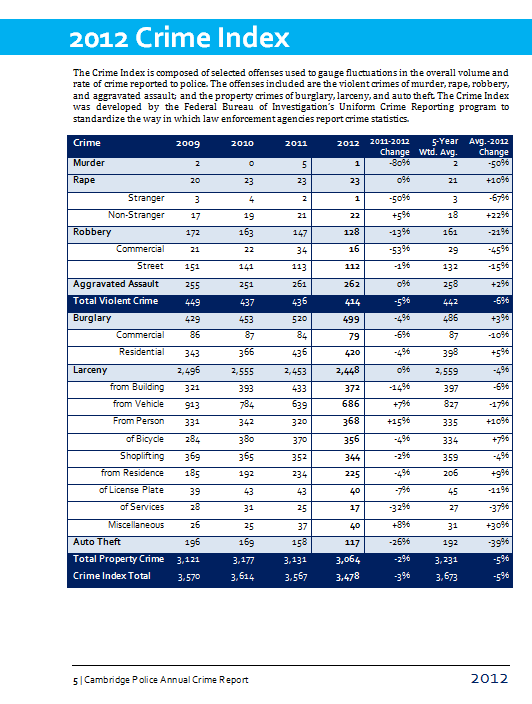 2012 Crime Index
The Crime Index is composed of selected offenses used to gauge fluctuations in the overall volume and
rate of crime reported to police. The offenses included are the violent crimes of murder, rape, robbery,
and aggravated assault; and the property crimes of burglary, larceny, and auto theft. The Crime Index
was developed by the Federal Bureau of Investigation's Uniform Crime Reporting program to
standardize the way in which law enforcement agencies report crime statistics.
Crime 2009 2010 2011 2012 2011-2012 Change 5-Year Wtd. Avg. Avg.-2012 Change
Murder 2 0 5 1 -80% 2 -50%
Rape 20 23 23 23 0% 21 +10%
Stranger 3 4 2 1 -50% 3 -67%
Non-Stranger 17 19 21 22 +5% 18 +22%
Robbery 172 163 147 128 -13% 161 -21%
Commercial 21 22 34 16 -53% 29 -45%
Street 151 141 113 112 -1% 132 -15%
Aggravated Assault 255 251 261 262 0% 258 +2%
Total Violent Crime 449 437 436 414 -5% 442 -6%
Burglary 429 453 520 499 -4% 486 +3%
Commercial 86 87 84 79 -6% 87 -10%
Residential 343 366 436 420 -4% 398 +5%
Larceny 2,496 2,555 2,453 2,448 0% 2,559 -4%
from Building 321 393 433 372 -14% 397 -6%
from Vehicle 913 784 639 686 +7% 827 -17%
From Person 331 342 320 368 +15% 335 +10%
of Bicycle 284 380 370 356 -4% 334 +7%
Shoplifting 369 365 352 344 -2% 359 -4%
from Residence 185 192 234 225 -4% 206 +9%
of License Plate 39 43 43 40 -7% 45 -11%
of Services 28 31 25 17 -32% 27 -37%
Miscellaneous 26 25 37 40 +8% 31 +30%
Auto Theft 196 169 158 117 -26% 192 -39%
Total Property Crime 3,121 3,177 3,131 3,064 -2% 3,231 -5%
Crime Index Total 3,570 3,614 3,567 3,478 -3% 3,673 -5%
5 | Cambridge Police Annual Crime Report 2012